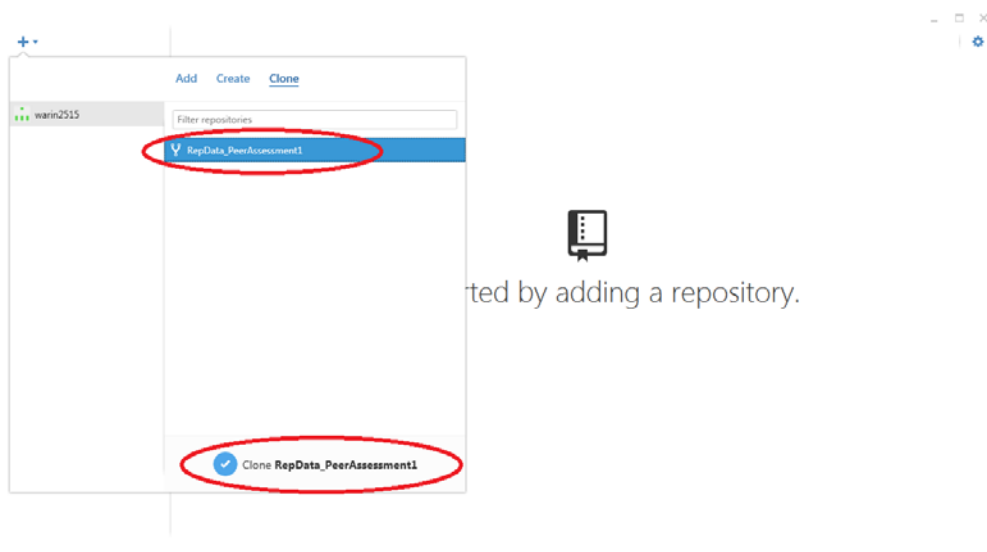 Add Create Clone
warin2515
Filter repositories
RepData_PeerAssessment1
rted by adding a repository.
Clone RepData_PeerAssessment1